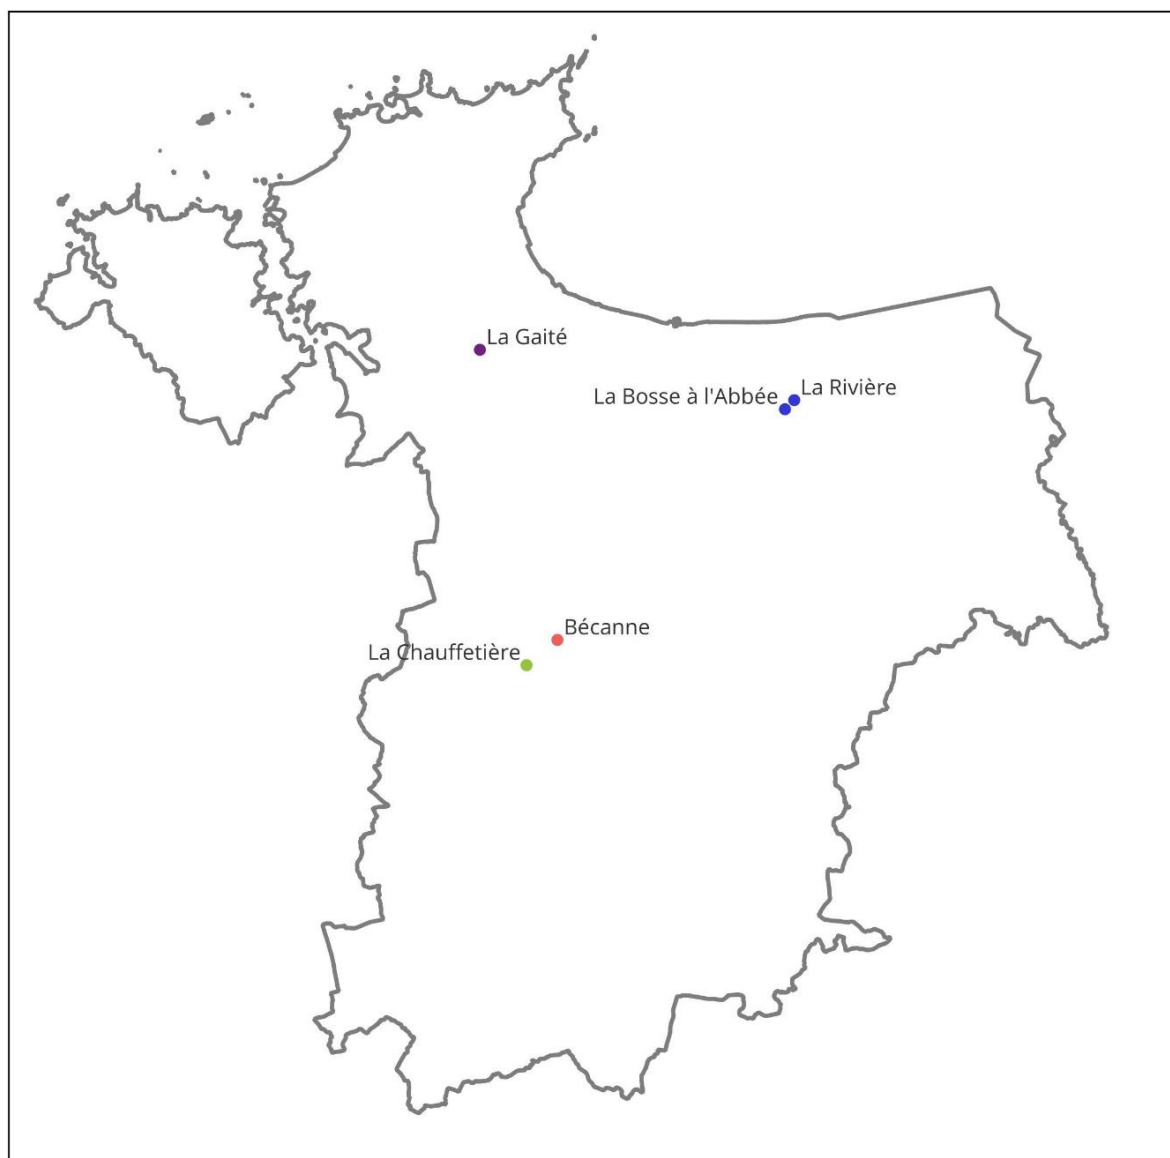 La Gaité
La Rivière
La Bosse à l'Abbée
Bécanne
La Chauffetière